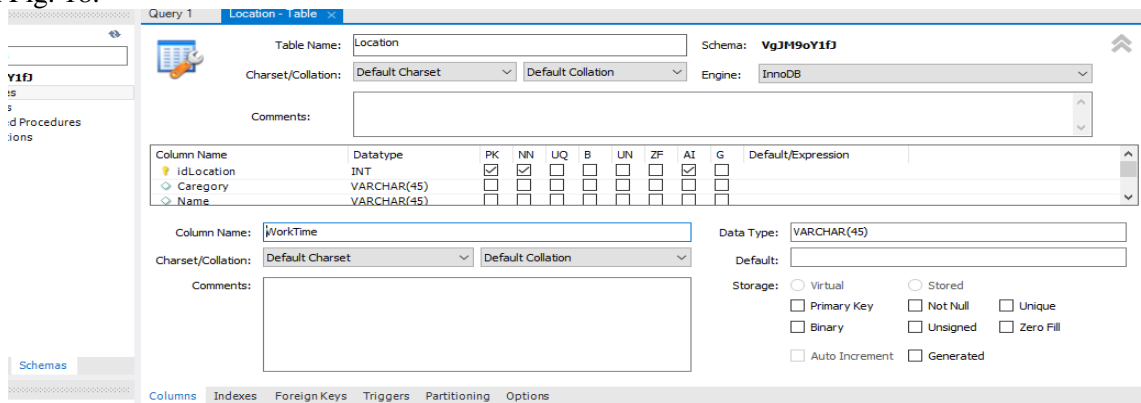 Fig. 18.
Query 1 Location - Table ×
Table Name: Location Schema: VgJM9oY1fJ
Charset/Collation: Default Charset Default Collation Engine: InnoDB
Y1fJ
es
s
ed Procedures
tions
Comments:
Column Name Datatype PK NN UQ B UN ZF AI G Default/Expression
idLocation INT
Caregory VARCHAR(45)
Name VARCHAR(45)
Column Name: WorkTime Data Type: VARCHAR(45)
Charset/Collation: Default Charset Default Collation Default:
Comments: Storage: Virtual Stored
Primary Key Not Null Unique
Binary Unsigned Zero Fill
Auto Increment Generated
Schemas
Columns Indexes Foreign Keys Triggers Partitioning Options